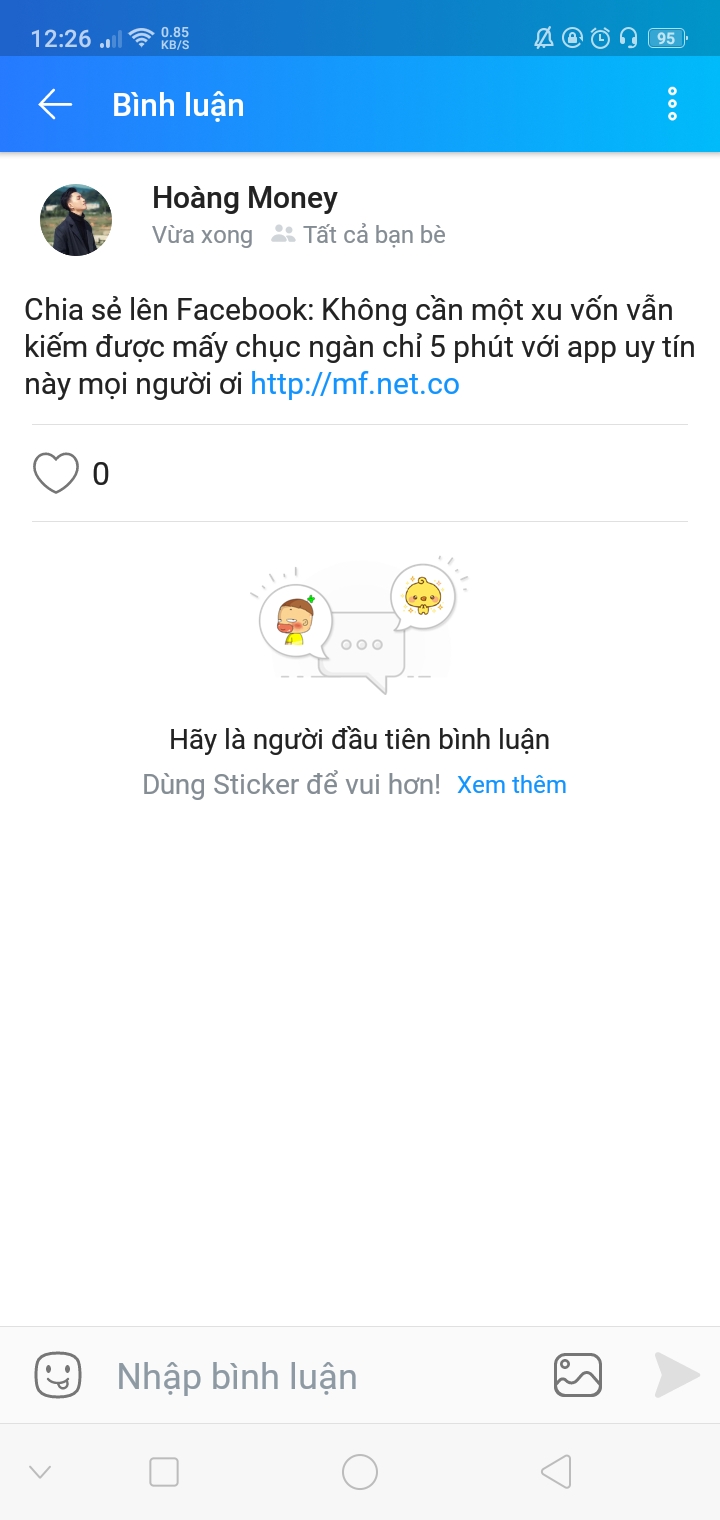 12:26
0.85
KB/S
95
Bình luận
Hoàng Money
Vừa xong Tất cả bạn bè
Chia sẻ lên Facebook: Không cần một xu vốn vẫn
kiếm được mấy chục ngàn chỉ 5 phút với app uy tín
này mọi người ơi http://mf.net.co
0
Hãy là người đầu tiên bình luận
Dùng Sticker để vui hơn! Xem thêm
Nhập bình luận